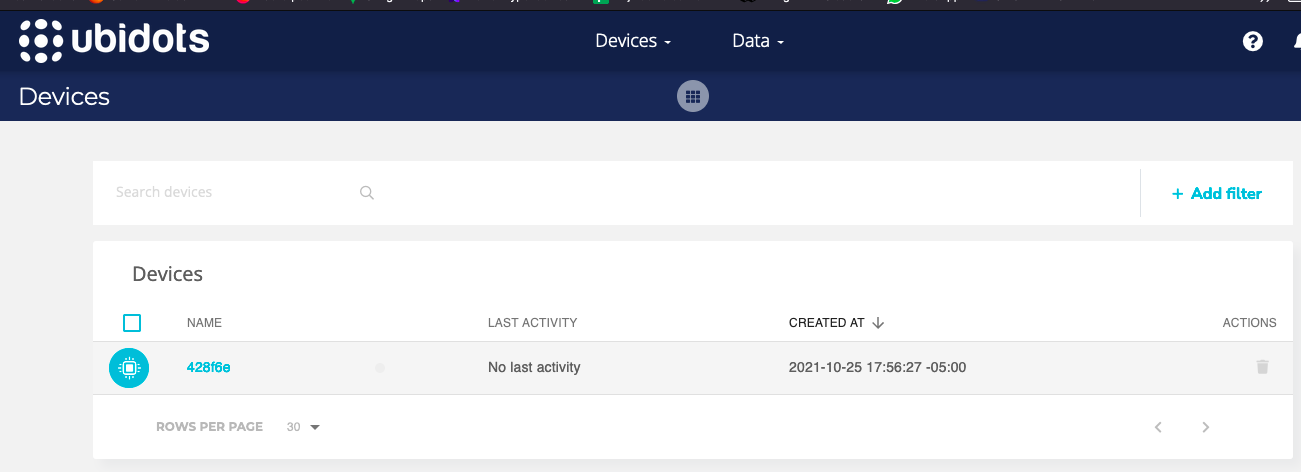 ubidots
Devices
Data
Devices
Search devices
+ Add filter
Devices
NAME
LAST ACTIVITY
CREATED AT
ACTIONS
428f6e
No last activity
2021-10-25 17:56:27 -05:00
ROWS PER PAGE
30